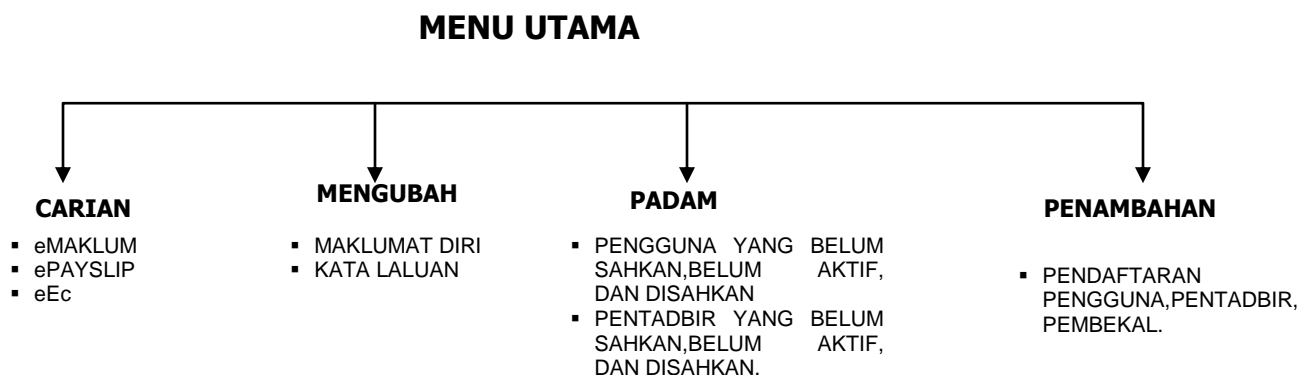 MENU UTAMA
CARIAN
▪ eMAKLUM
▪ ePAYSLIP
▪ eEc
MENGUBAH
▪ MAKLUMAT DIRI
▪ KATA LALUAN
PADAM
▪ PENGGUNA YANG BELUM
SAHKAN,BELUM AKTIF,
DAN DISAHKAN
▪ PENTADBIR YANG BELUM
SAHKAN,BELUM AKTIF,
DAN DISAHKAN.
PENAMBAHAN
▪ PENDAFTARAN
PENGGUNA,PENTADBIR,
PEMBEKAL.